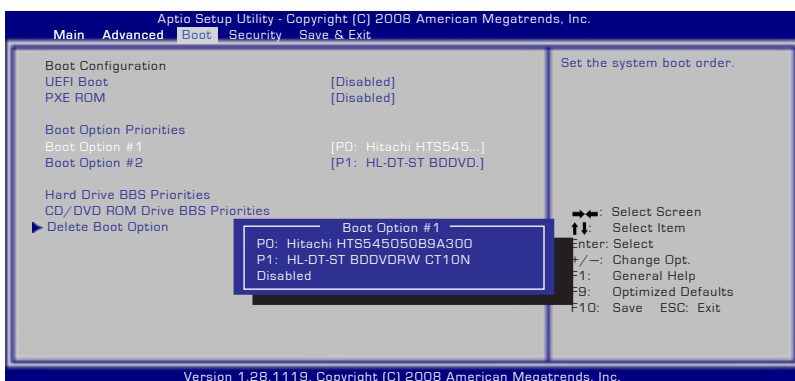 Aptio Setup Utility - Copyright (C) 2008 American Megatrends, Inc.
Main Advanced Boot Security Save & Exit
Boot Configuration
UEFI Boot [Disabled]
PXE ROM [Disabled]
Boot Option Priorities
Boot Option #1 [P0: Hitachi HTS545...]
Boot Option #2 [P1: HL-DT-ST BDDVD.]
Hard Drive BBS Priorities
CD/DVD ROM Drive BBS Priorities
Delete Boot Option
Boot Option #1
P0: Hitachi HTS545050B9A300
P1: HL-DT-ST BDDVDRW CT10N
Disabled
Set the system boot order.
→←: Select Screen
↑↓: Select Item
Enter: Select
+/—: Change Opt.
F1: General Help
F9: Optimized Defaults
F10: Save ESC: Exit
Version 1.28.1119. Copyright (C) 2008 American Megatrends, Inc.